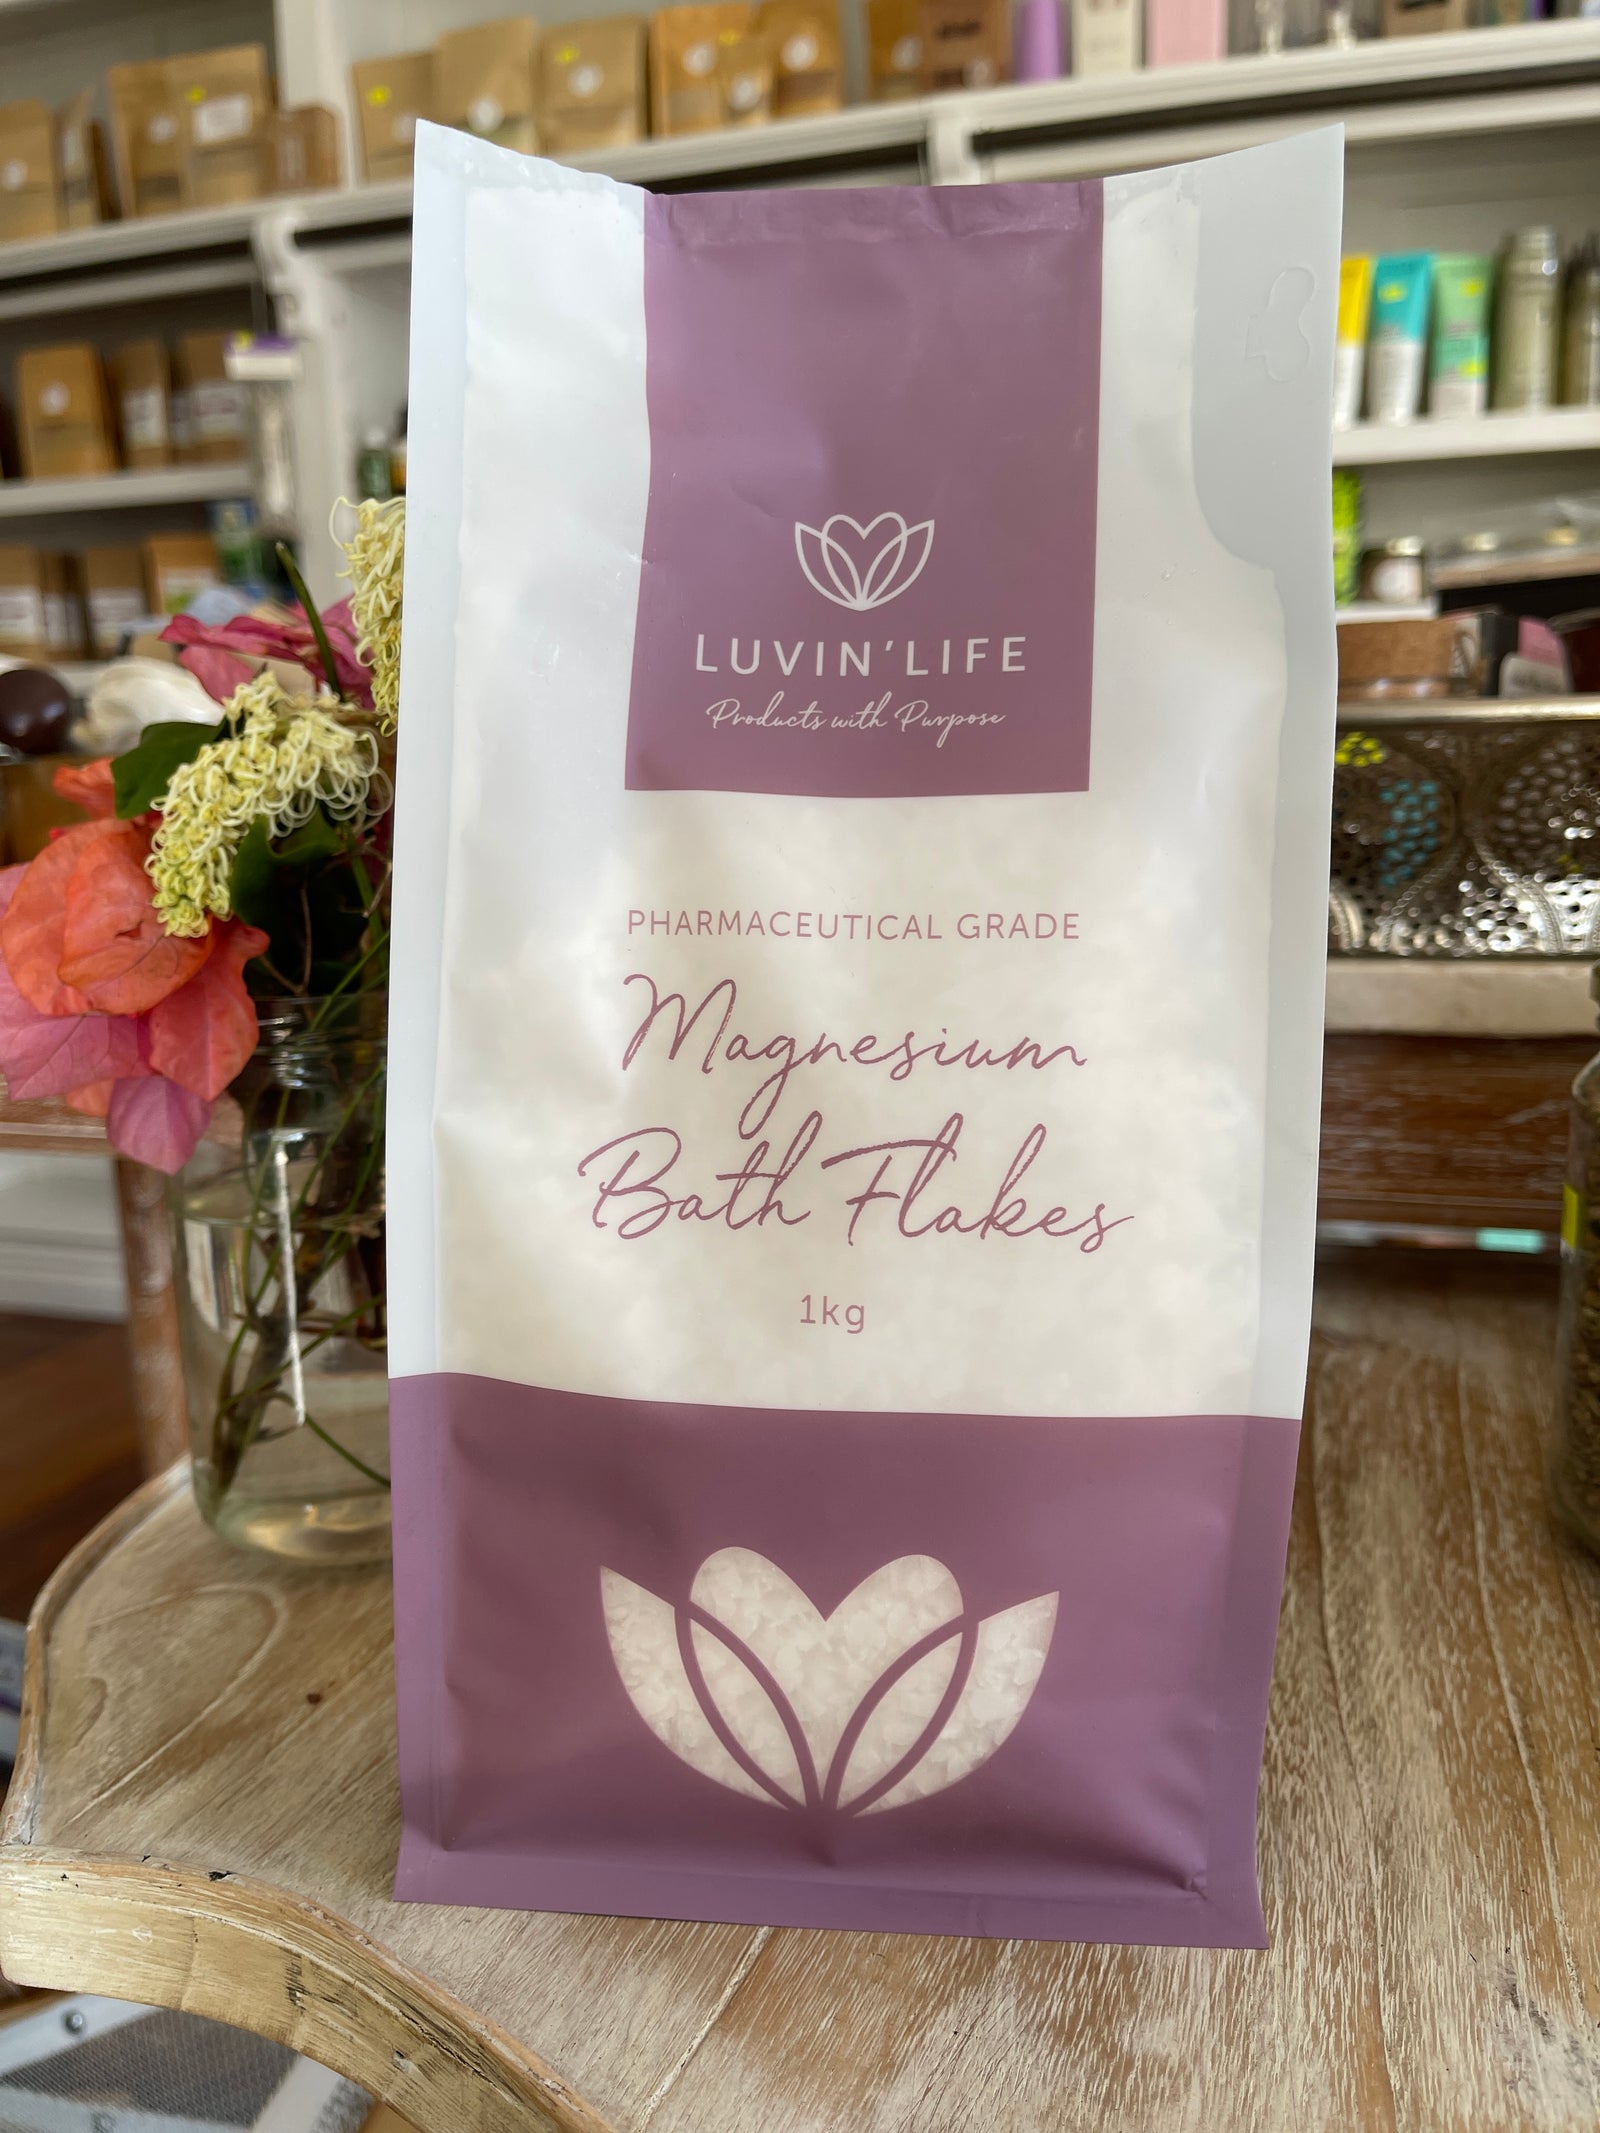 LUVIN'LIFE
Products with Purpose
PHARMACEUTICAL GRADE
Magnesium
Bath Flakes
1kg